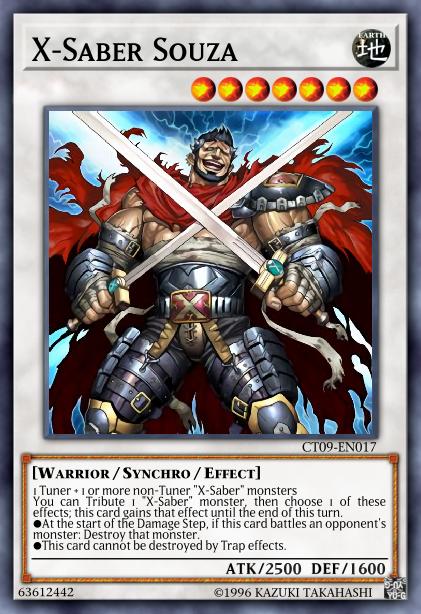 X-Saber Souza
EARTH
地
CT09-EN017
[Warrior / Synchro / Effect]
1 Tuner + 1 or more non-Tuner "X-Saber" monsters
You can Tribute 1 "X-Saber" monster, then choose 1 of these
effects; this card gains that effect until the end of this turn.
●At the start of the Damage Step, if this card battles an opponent's
monster: Destroy that monster.
●This card cannot be destroyed by Trap effects.
ATK/2500 DEF/1600
63612442
©1996 KAZUKI TAKAHASHI